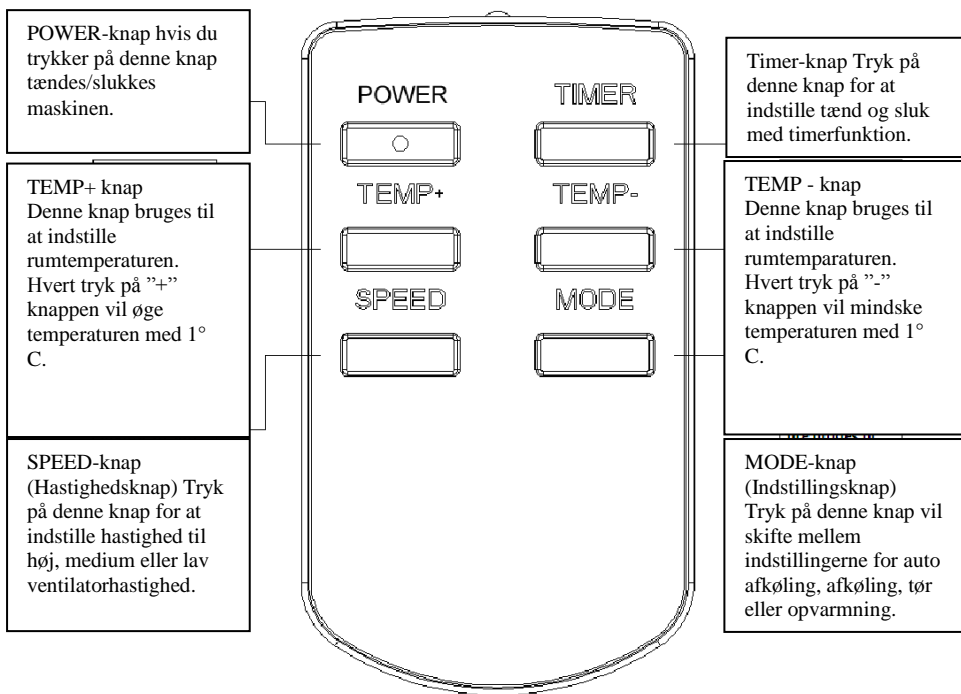 POWER-knap hvis du
trykker på denne knap
tændes/slukkes
maskinen.
TEMP+ knap
Denne knap bruges til
at indstille
rumtemperaturen.
Hvert tryk på ”+”
knappen vil øge
temperaturen med 1°
C.
SPEED-knap
(Hastighedsknap) Tryk
på denne knap for at
indstille hastighed til
høj, medium eller lav
ventilatorhastighed.
POWER
TIMER
TEMP+
TEMP-
SPEED
MODE
Timer-knap Tryk på
denne knap for at
indstille tænd og sluk
med timerfunktion.
TEMP - knap
Denne knap bruges til
at indstille
rumtemparaturen.
Hvert tryk på ”-”
knappen vil mindske
temperaturen med 1°
C.
MODE-knap
(Indstillingsknap)
Tryk på denne knap vil
skifte mellem
indstillingerne for auto
afkøling, afkøling, tør
eller opvarmning.